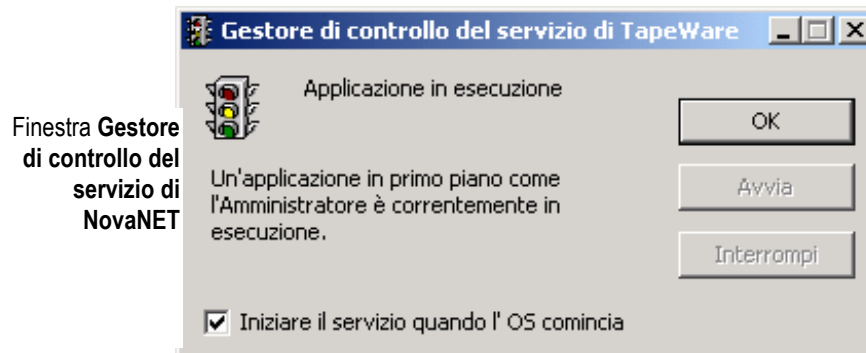 Gestore di controllo del servizio di TapeWare
Applicazione in esecuzione
Finestra Gestore
di controllo del
servizio di
NovaNET
Un'applicazione in primo piano come
l'Amministratore è correntemente in
esecuzione.
OK
Avvia
Interrompi
Iniziare il servizio quando l' OS comincia